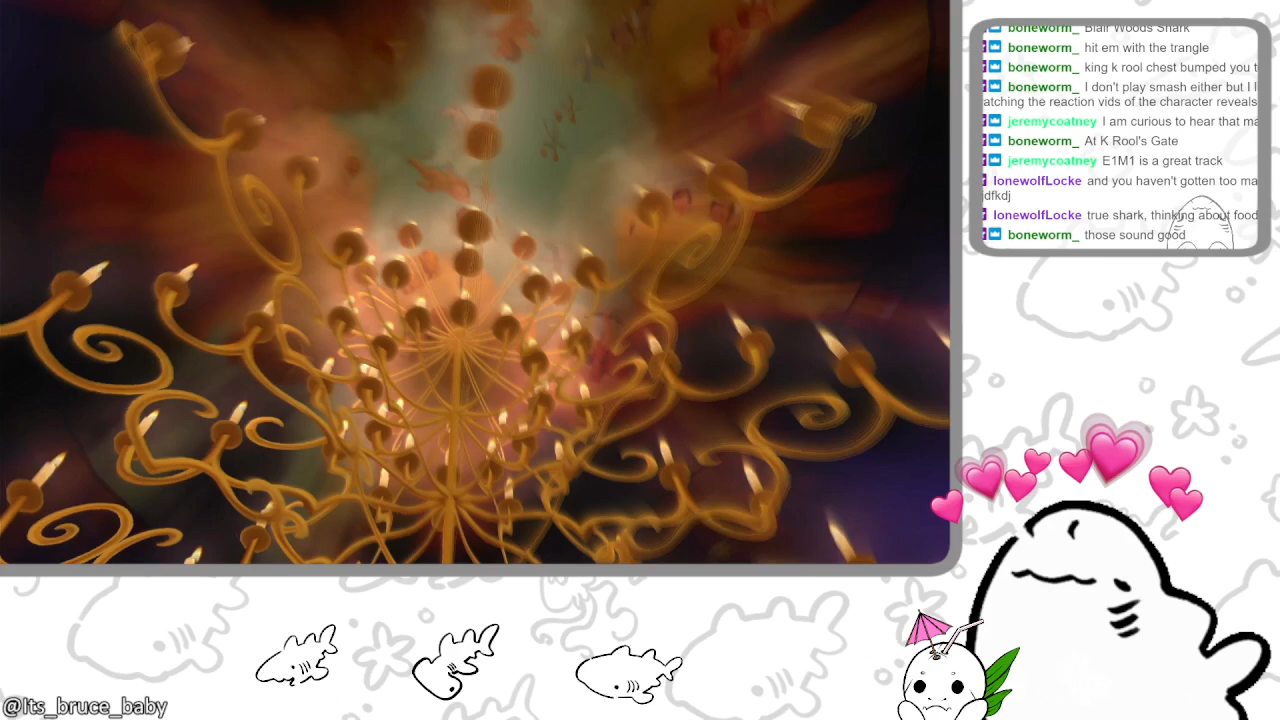 boneworm_ Blair Woods Shark
boneworm_ hit em with the trangle
boneworm_ king k rool chest bumped you t
boneworm_ I don't play smash either but I l
atching the reaction vids of the character reveals
jeremycoatney I am curious to hear that ma
boneworm_ At K Rool's Gate
jeremycoatney E1M1 is a great track
lonewolfLocke and you haven't gotten too ma
jdfkdj
lonewolfLocke true shark, thinking about food
boneworm_ those sound good
@Its_bruce_baby